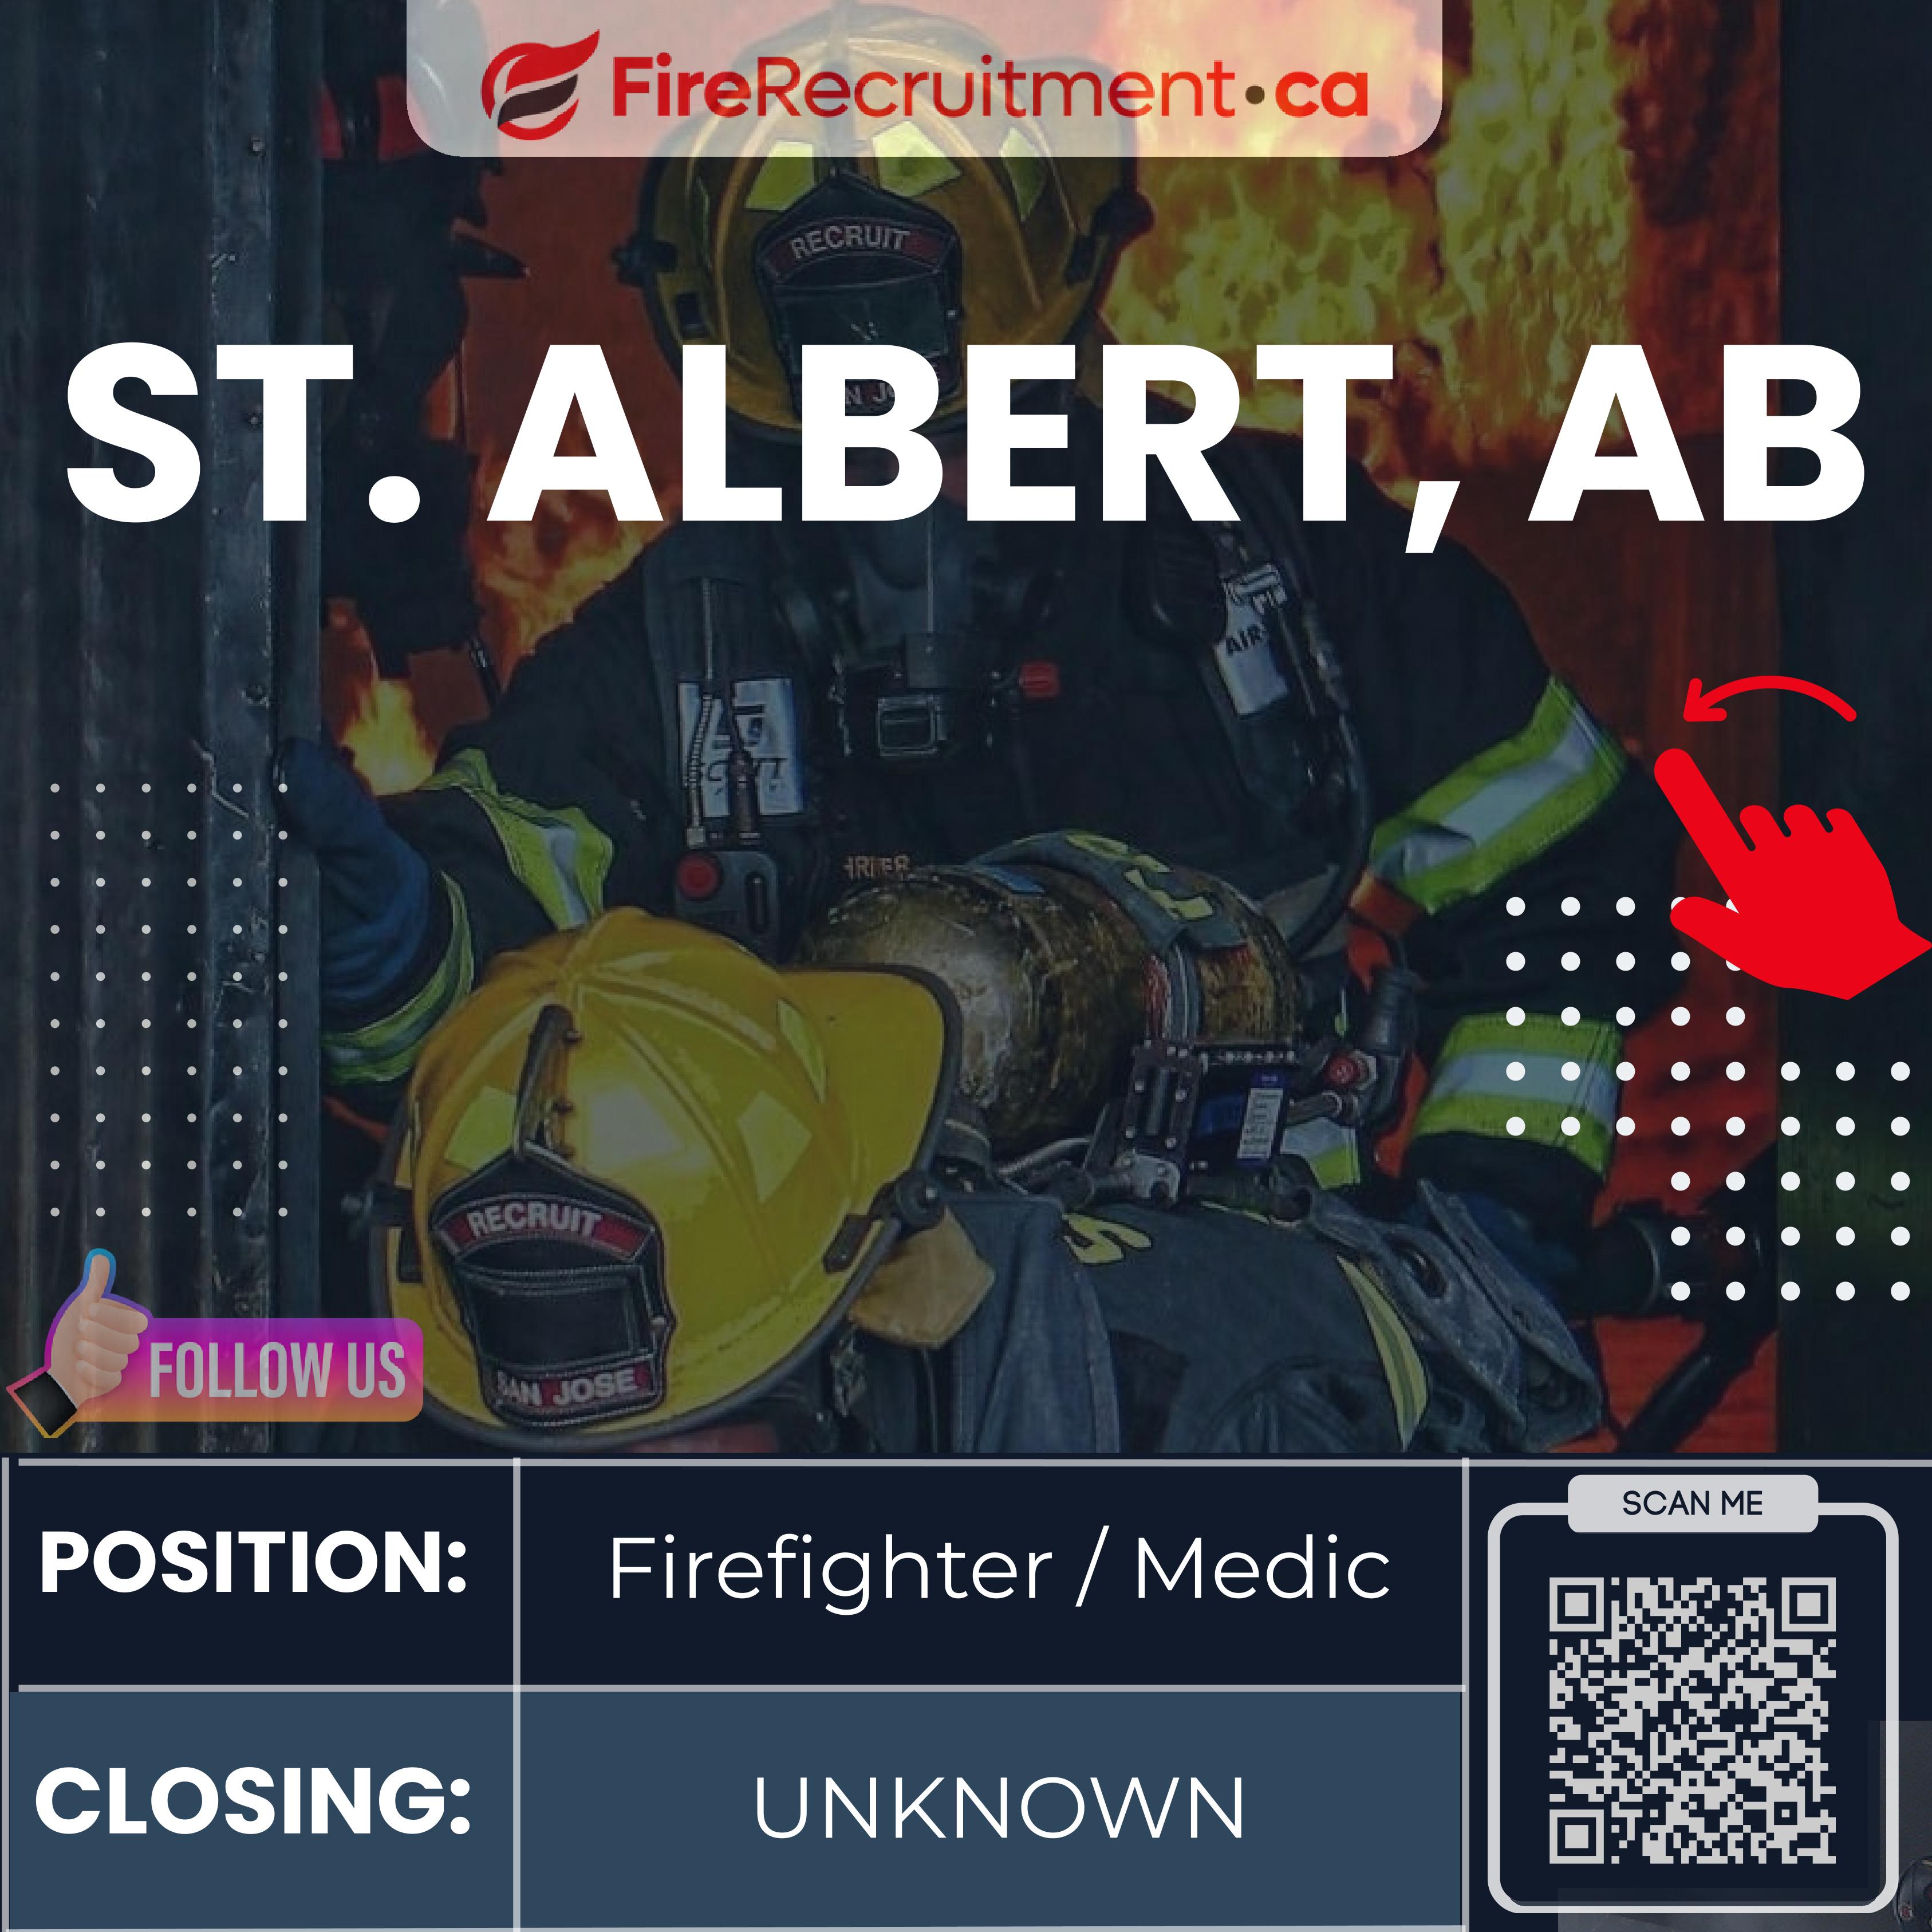 FireRecruitment.ca
RECRUIT
ST. ALBERT, AB
AIR
RECRUIT
SAN JOSE
FOLLOW US
SCAN ME
POSITION: Firefighter / Medic
CLOSING: UNKNOWN